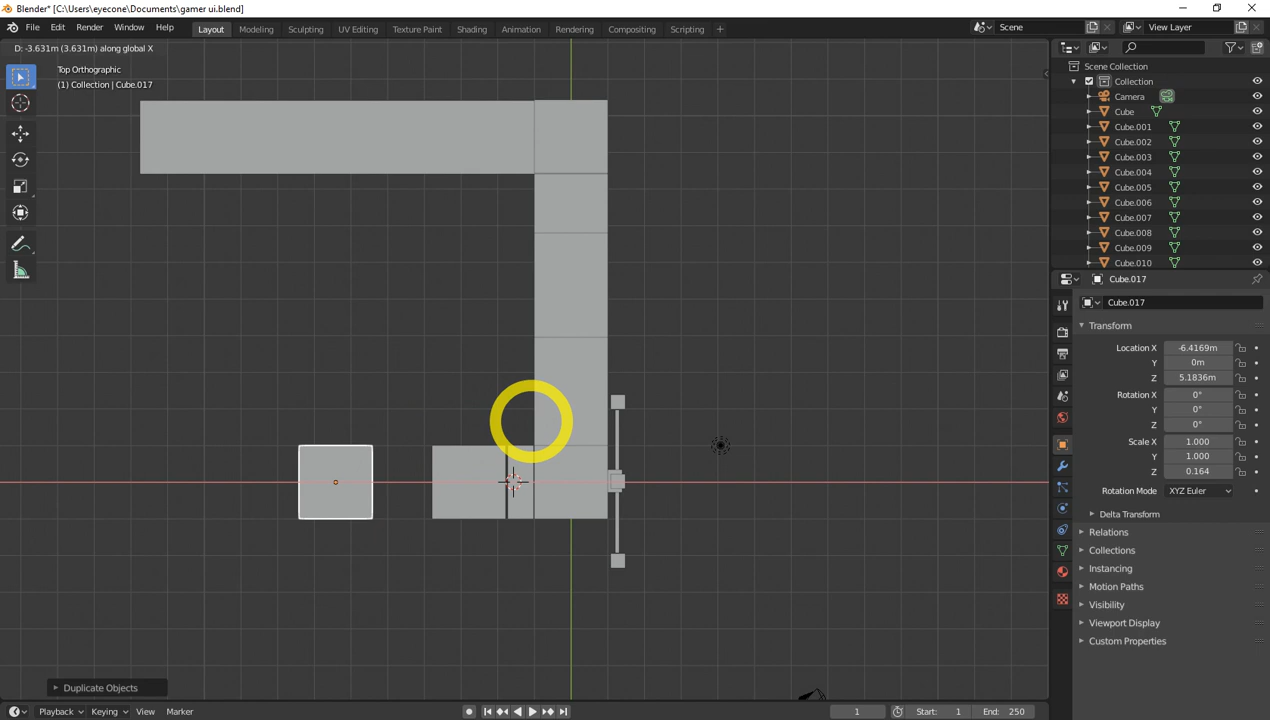 Blender* [C:\Users\eyecone\Documents\gamer ui.blend]
File Edit Render Window Help Layout Modeling Sculpting UV Editing Texture Paint Shading Animation Rendering Compositing Scripting + Scene View Layer
D: -3.631m (3.631m) along global X
Top Orthographic
(1) Collection | Cube.017
Scene Collection
Collection
Camera
Cube
Cube.001
Cube.002
Cube.003
Cube.004
Cube.005
Cube.006
Cube.007
Cube.008
Cube.009
Cube.010
Cube.017
Cube.017
Transform
Location X -6.4169m
Y 0m
Z 5.1836m
Rotation X 0°
Y 0°
Z 0°
Scale X 1.000
Y 1.000
Z 0.164
Rotation Mode XYZ Euler
Delta Transform
Relations
Collections
Instancing
Motion Paths
Visibility
Viewport Display
Custom Properties
Duplicate Objects
Playback Keying View Marker 1 Start: 1 End: 250